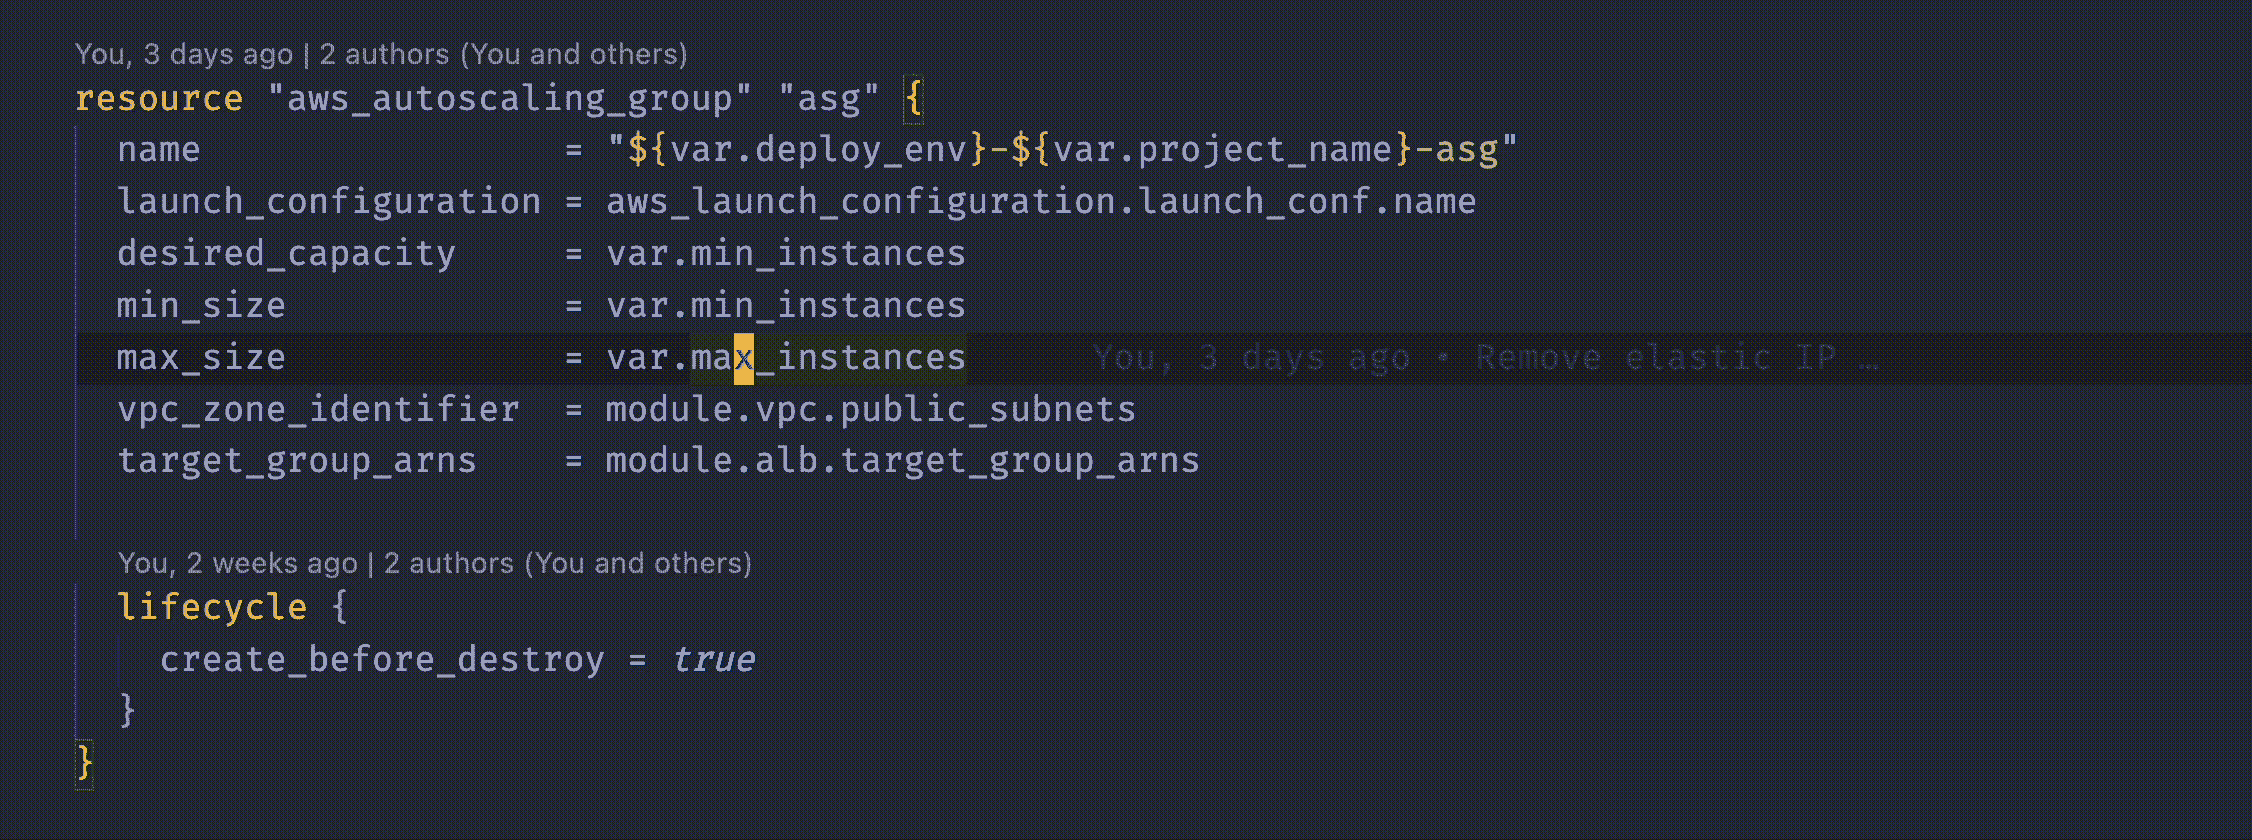 You, 3 days ago | 2 authors (You and others)
resource "aws_autoscaling_group" "asg" {
  name                 = "${var.deploy_env}-${var.project_name}-asg"
  launch_configuration = aws_launch_configuration.launch_conf.name
  desired_capacity     = var.min_instances
  min_size             = var.min_instances
  max_size             = var.max_instances      You, 3 days ago • Remove elastic IP …
  vpc_zone_identifier  = module.vpc.public_subnets
  target_group_arns    = module.alb.target_group_arns
  You, 2 weeks ago | 2 authors (You and others)
  lifecycle {
    create_before_destroy = true
  }
}